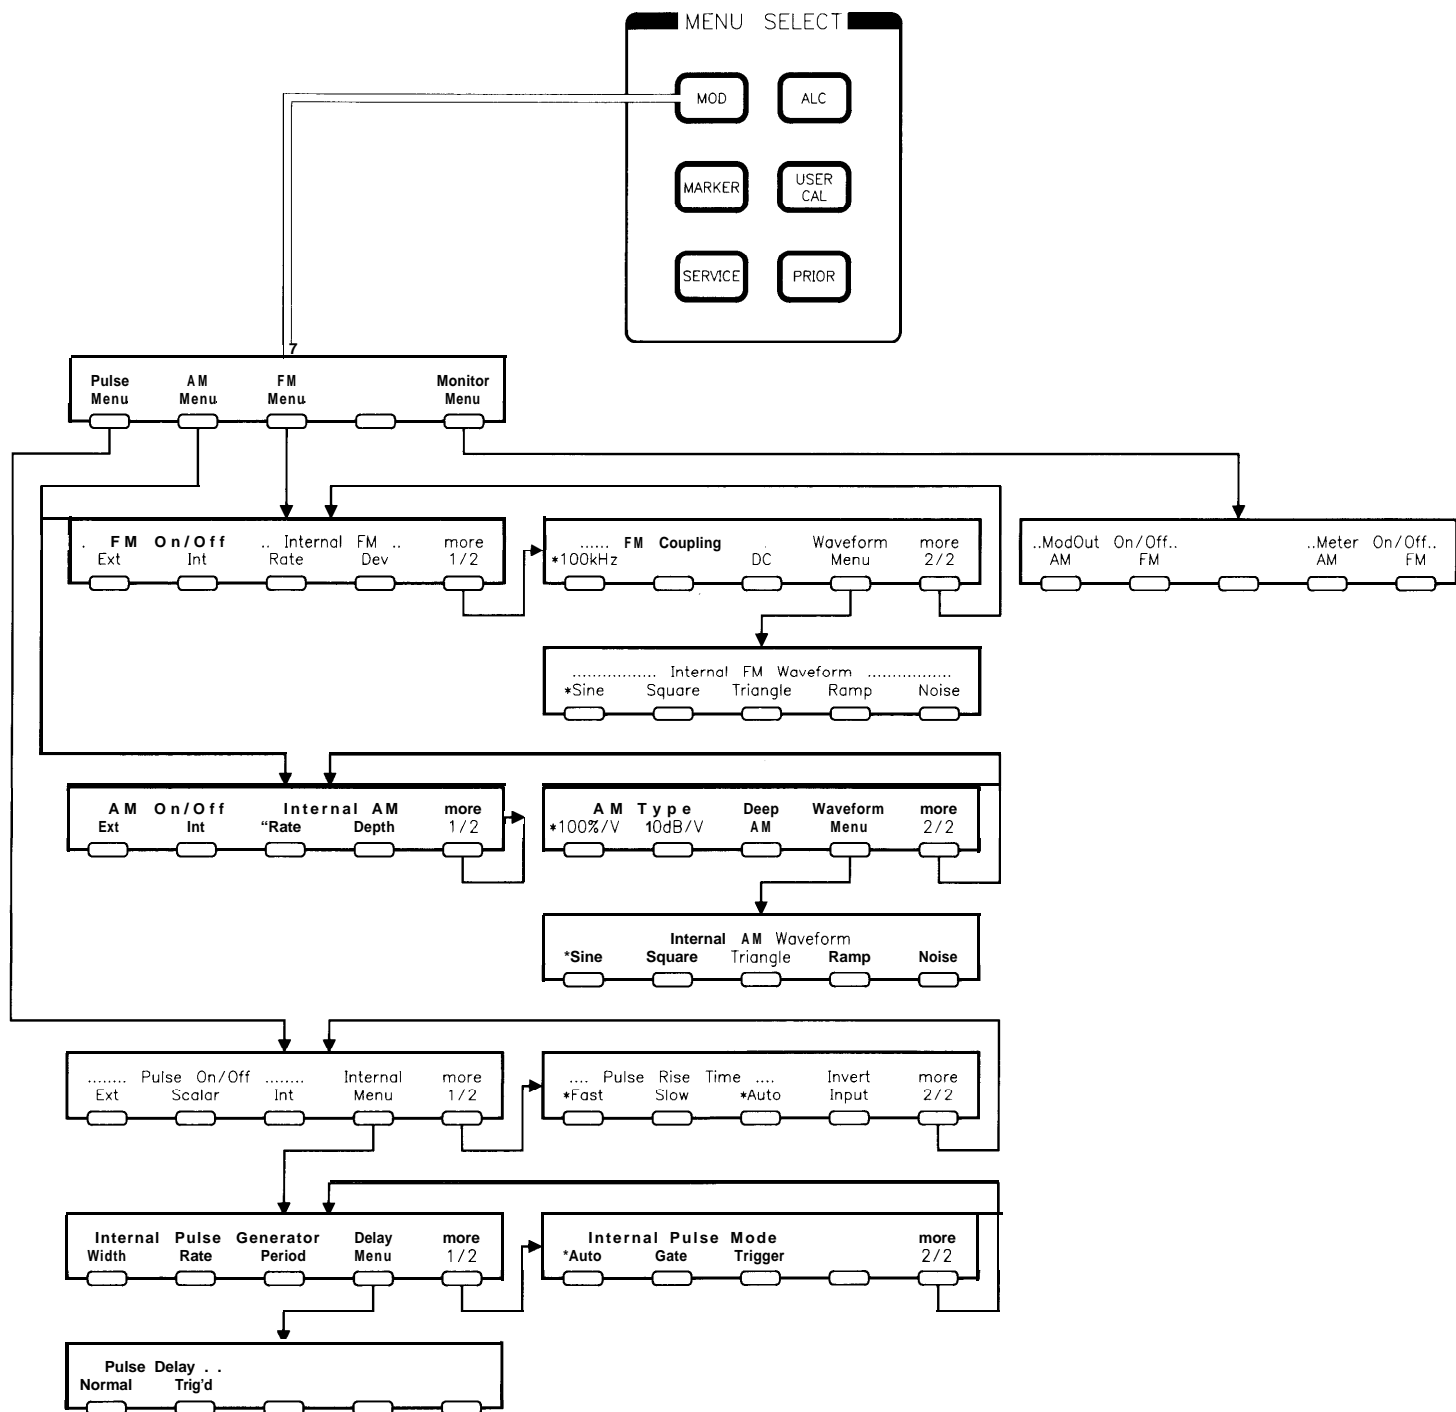 MENU SELECT
MOD ALC
MARKER USER CAL
SERVICE PRIOR
7
Pulse Menu AM Menu FM Menu Monitor Menu
. FM On/Off .. Internal FM .. more
Ext Int Rate Dev 1/2
...... FM Coupling . Waveform more
*100kHz DC Menu 2/2
..ModOut On/Off.. ..Meter On/Off..
AM FM AM FM
................. Internal FM Waveform .................
*Sine Square Triangle Ramp Noise
AM On/Off Internal AM more
Ext Int “Rate Depth 1/2
AM Type Deep Waveform more
*100%/V 10dB/V AM Menu 2/2
Internal AM Waveform
*Sine Square Triangle Ramp Noise
........ Pulse On/Off ........ Internal more
Ext Scalar Int Menu 1/2
.... Pulse Rise Time .... Invert more
*Fast Slow *Auto Input 2/2
Internal Pulse Generator Delay more
Width Rate Period Menu 1/2
Internal Pulse Mode more
*Auto Gate Trigger 2/2
Pulse Delay . .
Normal Trig'd